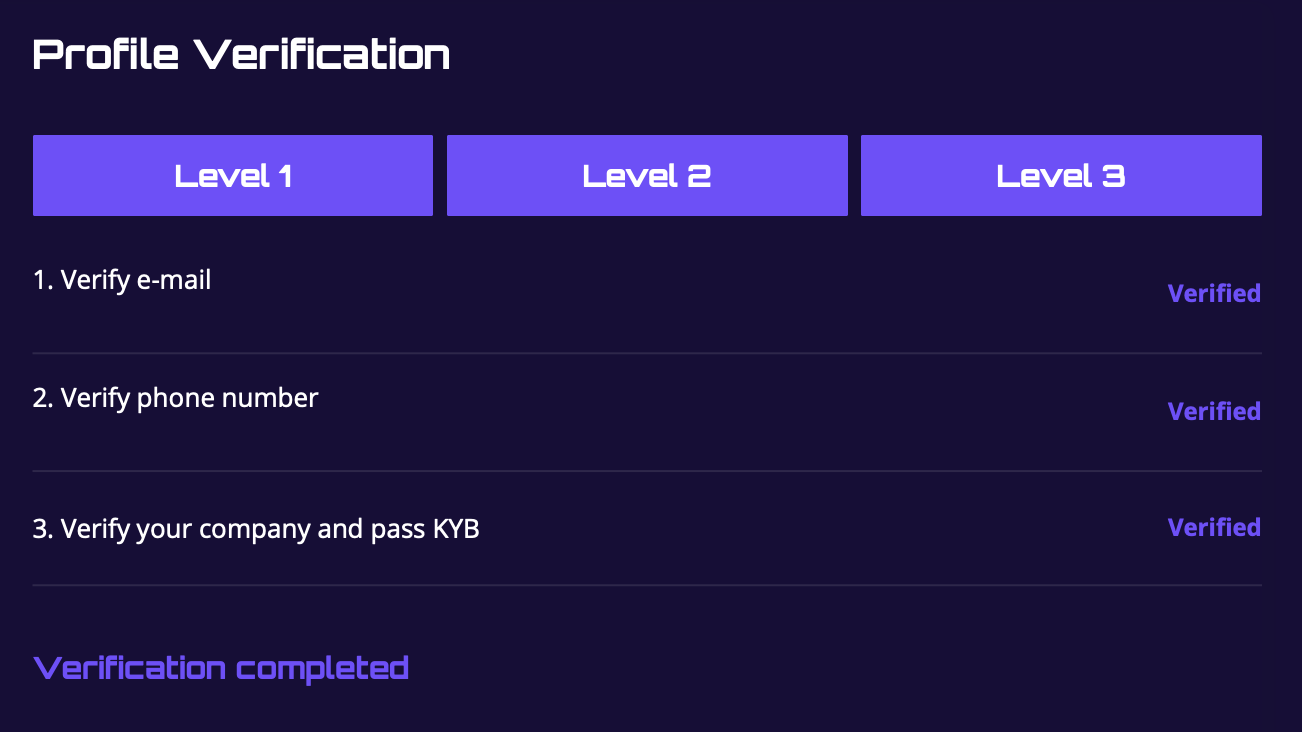 Profile Verification
Level 1
Level 2
Level 3
1. Verify e-mail
Verified
2. Verify phone number
Verified
3. Verify your company and pass KYB
Verified
Verification completed